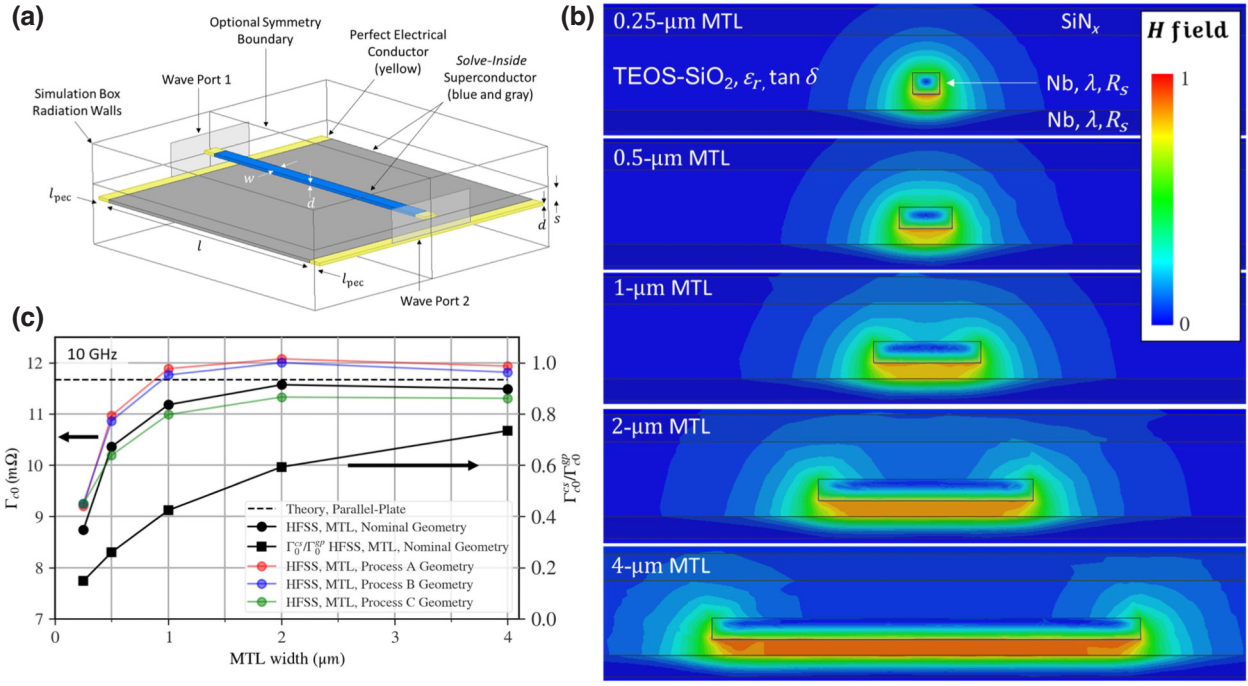 (a)
Optional Symmetry
Boundary
Perfect Electrical
Conductor
(yellow)
Solve-Inside
Superconductor
(blue and gray)
Wave Port 1
Simulation Box
Radiation Walls
w
d
s
d
l_pec
l
l_pec
Wave Port 2
(b)
0.25-μm MTL
SiN_x
TEOS-SiO₂, ε_r, tan δ
Nb, λ, R_s
Nb, λ, R_s
H field
1
0
0.5-μm MTL
1-μm MTL
2-μm MTL
4-μm MTL
(c)
10 GHz
12
11
10
9
8
7
Γ_c0 (mΩ)
1.0
0.8
0.6
0.4
0.2
0.0
Γ_c0^cs/Γ_c0^gp
Theory, Parallel-Plate
HFSS, MTL, Nominal Geometry
Γ_0^cs/Γ_0^gp HFSS, MTL, Nominal Geometry
HFSS, MTL, Process A Geometry
HFSS, MTL, Process B Geometry
HFSS, MTL, Process C Geometry
0 1 2 3 4
MTL width (μm)